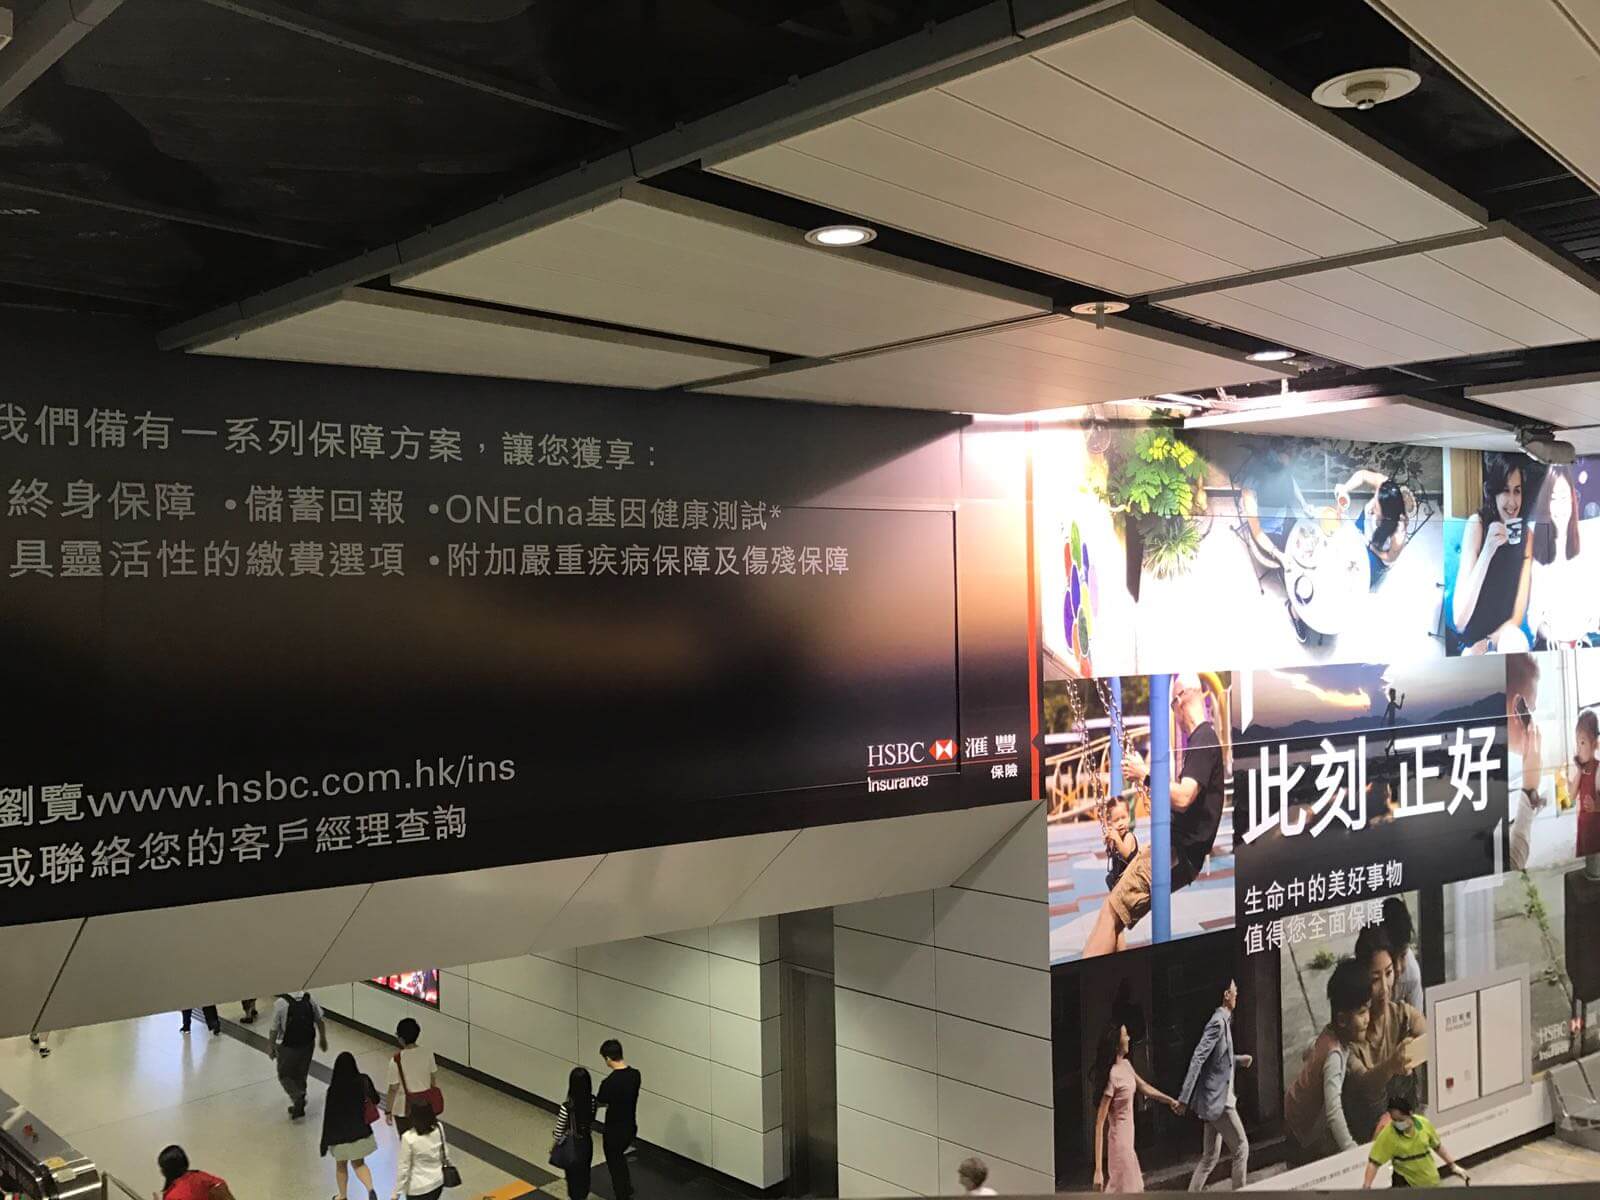 我們備有一系列保障方案，讓您獲享：
終身保障 •儲蓄回報 •ONEdna基因健康測試*
具靈活性的繳費選項 •附加嚴重疾病保障及傷殘保障
劉覽www.hsbc.com.hk/ins
或聯絡您的客戶經理查詢
HSBC 滙豐
Insurance 保險
此刻 正好
生命中的美好事物
值得您全面保障
HSBC
Insurance